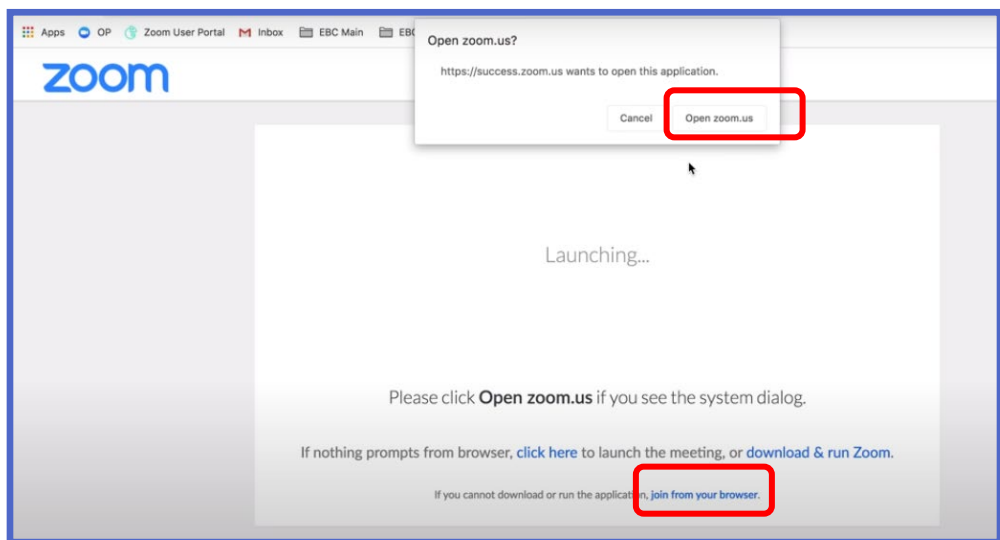 Apps OP Zoom User Portal Inbox EBC Main EBC
zoom
Open zoom.us?
https://success.zoom.us wants to open this application.
Cancel Open zoom.us
Launching...
Please click Open zoom.us if you see the system dialog.
If nothing prompts from browser, click here to launch the meeting, or download & run Zoom.
If you cannot download or run the application, join from your browser.